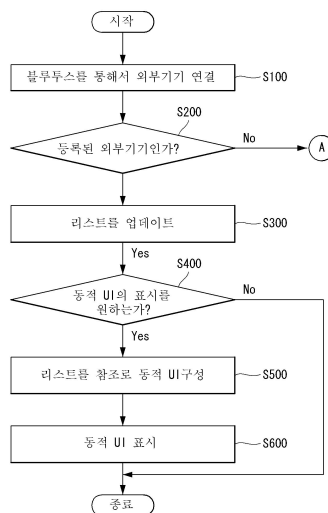 시작
블루투스를 통해서 외부기기 연결
S100
S200
등록된 외부기기인가?
No
A
리스트를 업데이트
S300
Yes
S400
동적 UI의 표시를
원하는가?
No
Yes
리스트를 참조로 동적 UI구성
S500
동적 UI 표시
S600
종료